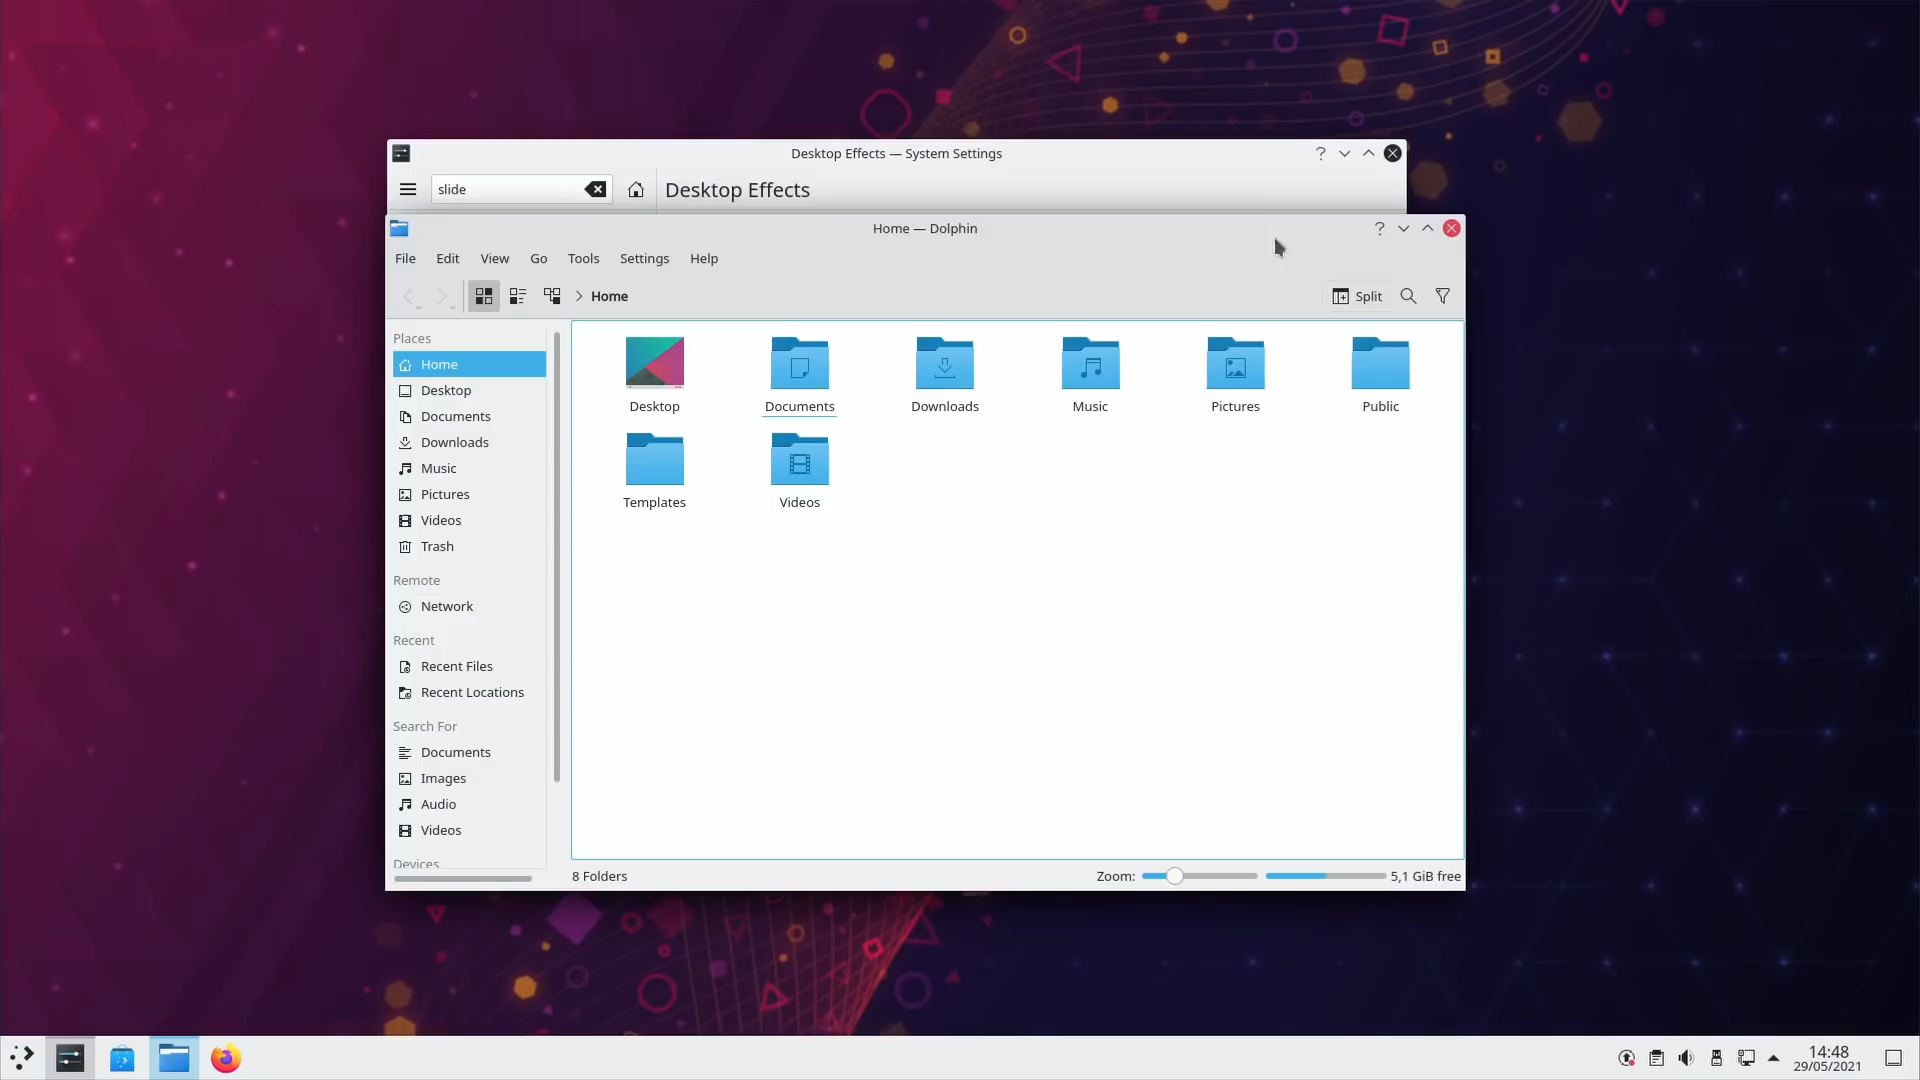 Desktop Effects — System Settings
slide
Desktop Effects
Home — Dolphin
File Edit View Go Tools Settings Help
Home
Split
Places
Home
Desktop
Documents
Downloads
Music
Pictures
Videos
Trash
Remote
Network
Recent
Recent Files
Recent Locations
Search For
Documents
Images
Audio
Videos
Devices
Desktop Documents Downloads Music Pictures Public
Templates Videos
8 Folders
Zoom:
5,1 GiB free
14:48
29/05/2021